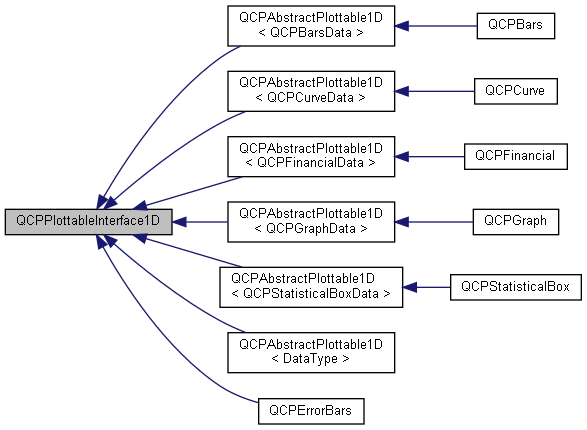 QCPAbstractPlottable1D
< QCPBarsData >
QCPBars
QCPAbstractPlottable1D
< QCPCurveData >
QCPCurve
QCPAbstractPlottable1D
< QCPFinancialData >
QCPFinancial
QCPPlottableInterface1D
QCPAbstractPlottable1D
< QCPGraphData >
QCPGraph
QCPAbstractPlottable1D
< QCPStatisticalBoxData >
QCPStatisticalBox
QCPAbstractPlottable1D
< DataType >
QCPErrorBars